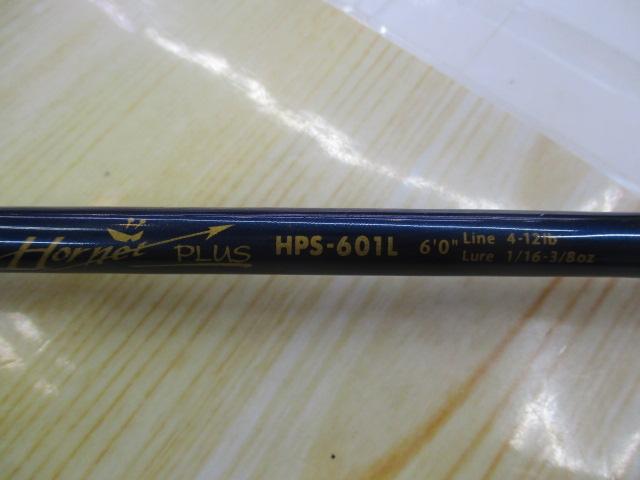 Hornet PLUS HPS-601L 6'0" Line 4-12lb
Lure 1/16-3/8oz